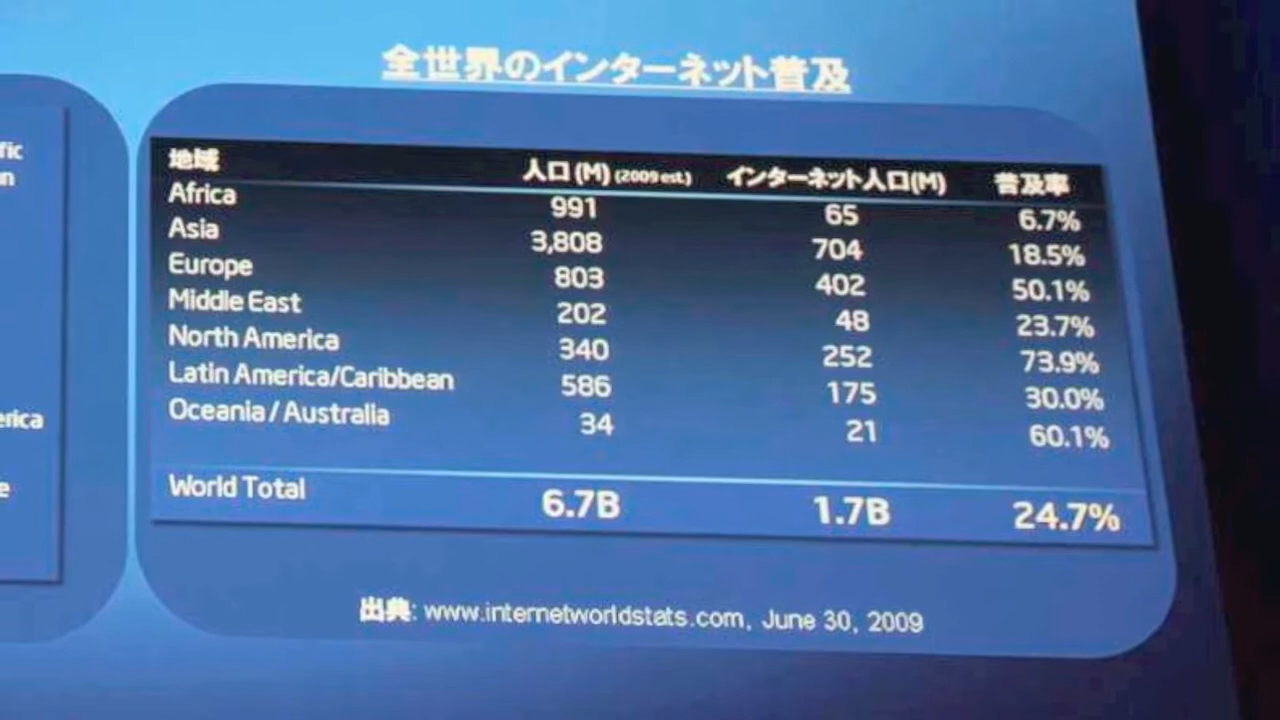 全世界のインターネット普及
地域 人口 (M) (2009 est.) インターネット人口(M) 普及率
Africa 991 65 6.7%
Asia 3,808 704 18.5%
Europe 803 402 50.1%
Middle East 202 48 23.7%
North America 340 252 73.9%
Latin America/Caribbean 586 175 30.0%
Oceania / Australia 34 21 60.1%
World Total 6.7B 1.7B 24.7%
出典: www.internetworldstats.com, June 30, 2009